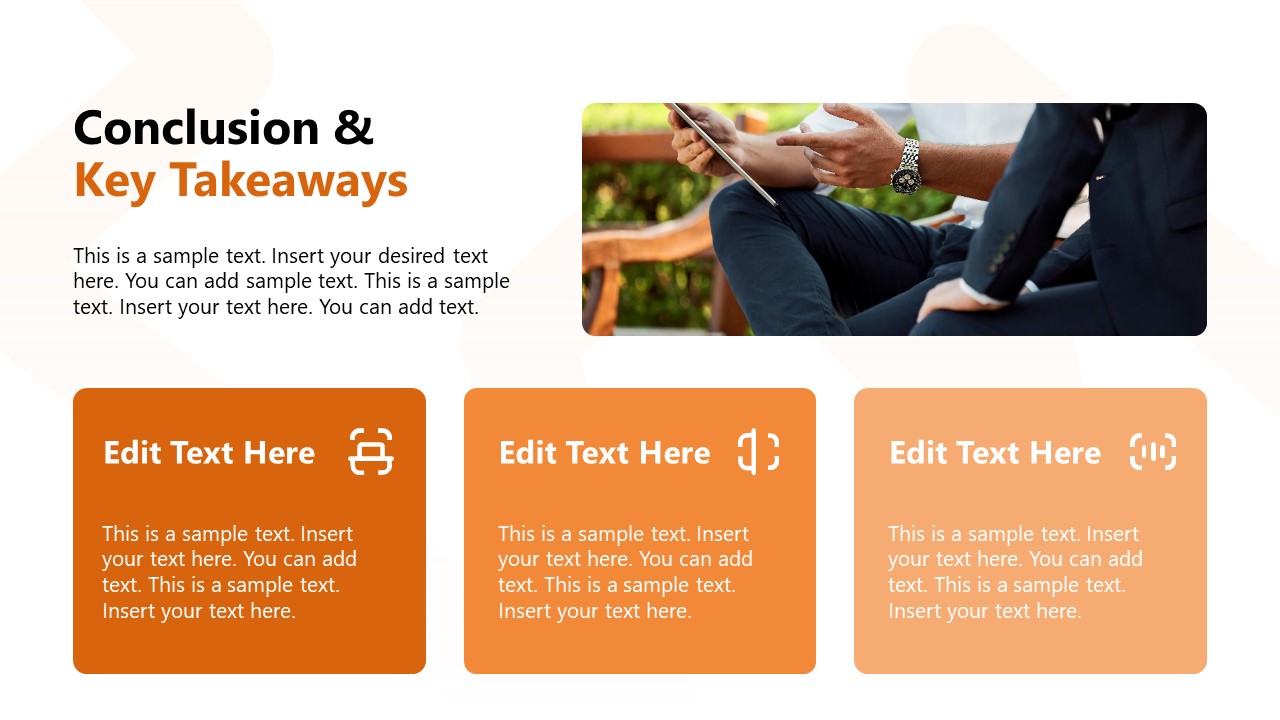 Conclusion &
Key Takeaways
This is a sample text. Insert your desired text
here. You can add sample text. This is a sample
text. Insert your text here. You can add text.
Edit Text Here
This is a sample text. Insert
your text here. You can add
text. This is a sample text.
Insert your text here.
Edit Text Here
This is a sample text. Insert
your text here. You can add
text. This is a sample text.
Insert your text here.
Edit Text Here
This is a sample text. Insert
your text here. You can add
text. This is a sample text.
Insert your text here.